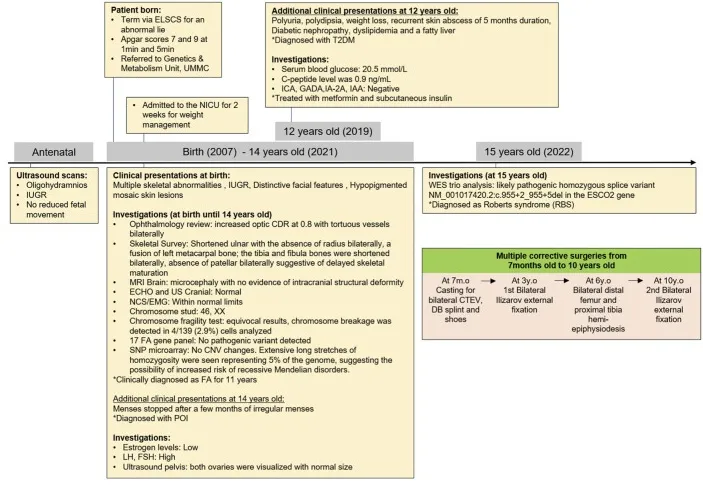 Patient born:
• Term via ELSCS for an
abnormal lie
• Apgar scores 7 and 9 at
1min and 5min
• Referred to Genetics &
Metabolism Unit, UMMC
Additional clinical presentations at 12 years old:
Polyuria, polydipsia, weight loss, recurrent skin abscess of 5 months duration,
Diabetic nephropathy, dyslipidemia and a fatty liver
*Diagnosed with T2DM
Investigations:
• Serum blood glucose: 20.5 mmol/L
• C-peptide level was 0.9 ng/mL
• ICA, GADA,IA-2A, IAA: Negative
*Treated with metformin and subcutaneous insulin
• Admitted to the NICU for 2
weeks for weight
management
12 years old (2019)
Antenatal
Birth (2007) - 14 years old (2021)
15 years old (2022)
Ultrasound scans:
• Oligohydramnios
• IUGR
• No reduced fetal
movement
Clinical presentations at birth:
Multiple skeletal abnormalities , IUGR, Distinctive facial features , Hypopigmented
mosaic skin lesions
Investigations (at birth until 14 years old)
• Ophthalmology review: increased optic CDR at 0.8 with tortuous vessels
bilaterally
• Skeletal Survey: Shortened ulnar with the absence of radius bilaterally, a
fusion of left metacarpal bone; the tibia and fibula bones were shortened
bilaterally, absence of patellar bilaterally suggestive of delayed skeletal
maturation
• MRI Brain: microcephaly with no evidence of intracranial structural deformity
• ECHO and US Cranial: Normal
• NCS/EMG: Within normal limits
• Chromosome stud: 46, XX
• Chromosome fragility test: equivocal results, chromosome breakage was
detected in 4/139 (2.9%) cells analyzed
• 17 FA gene panel: No pathogenic variant detected
• SNP microarray: No CNV changes. Extensive long stretches of
homozygosity were seen representing 5% of the genome, suggesting the
possibility of increased risk of recessive Mendelian disorders.
*Clinically diagnosed as FA for 11 years
Additional clinical presentations at 14 years old:
Menses stopped after a few months of irregular menses
*Diagnosed with POI
Investigations:
• Estrogen levels: Low
• LH, FSH: High
• Ultrasound pelvis: both ovaries were visualized with normal size
Investigations (at 15 years old)
WES trio analysis: likely pathogenic homozygous splice variant
NM_001017420.2:c.955+2_955+5del in the ESCO2 gene
*Diagnosed as Roberts syndrome (RBS)
Multiple corrective surgeries from
7months old to 10 years old
At 7m.o
Casting for
bilateral CTEV,
DB splint and
shoes
At 3y.o
1st Bilateral
Ilizarov external
fixation
At 6y.o
Bilateral distal
femur and
proximal tibia
hemi-
epiphysiodesis
At 10y.o
2nd Bilateral
Ilizarov
external
fixation